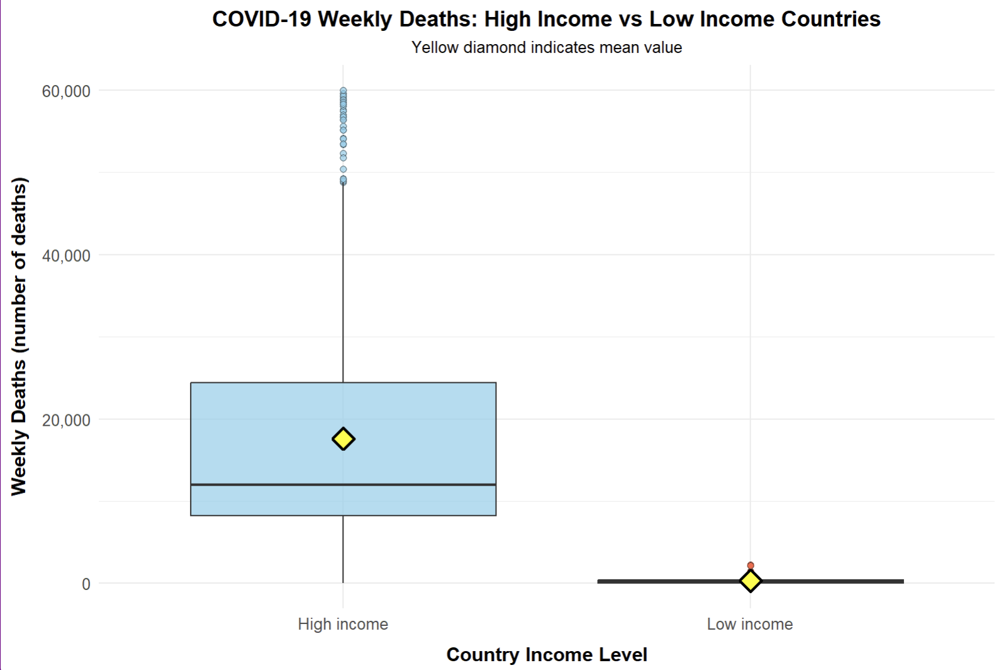 COVID-19 Weekly Deaths: High Income vs Low Income Countries
Yellow diamond indicates mean value
Weekly Deaths (number of deaths)
60,000
40,000
20,000
0
High income
Low income
Country Income Level